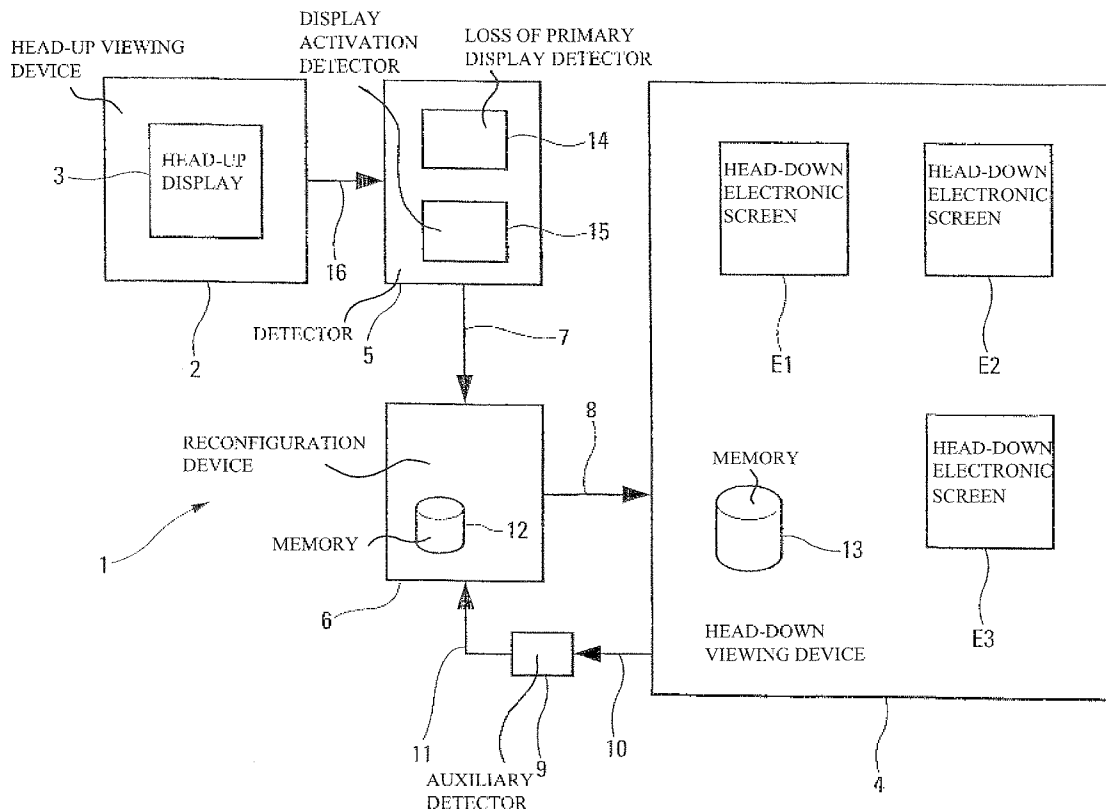 DISPLAY
ACTIVATION
DETECTOR
LOSS OF PRIMARY
DISPLAY DETECTOR
HEAD-UP VIEWING
DEVICE
3
HEAD-UP
DISPLAY
16
2
14
15
DETECTOR
5
7
HEAD-DOWN
ELECTRONIC
SCREEN
E1
HEAD-DOWN
ELECTRONIC
SCREEN
E2
RECONFIGURATION
DEVICE
8
MEMORY
12
6
1
MEMORY
13
HEAD-DOWN
ELECTRONIC
SCREEN
E3
HEAD-DOWN
VIEWING DEVICE
11
9
10
AUXILIARY
DETECTOR
4